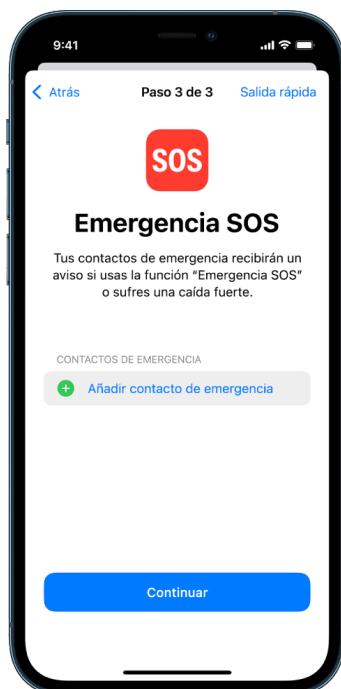 9:41
Atrás Paso 3 de 3 Salida rápida
SOS
Emergencia SOS
Tus contactos de emergencia recibirán un
aviso si usas la función "Emergencia SOS"
o sufres una caída fuerte.
CONTACTOS DE EMERGENCIA
Añadir contacto de emergencia
Continuar